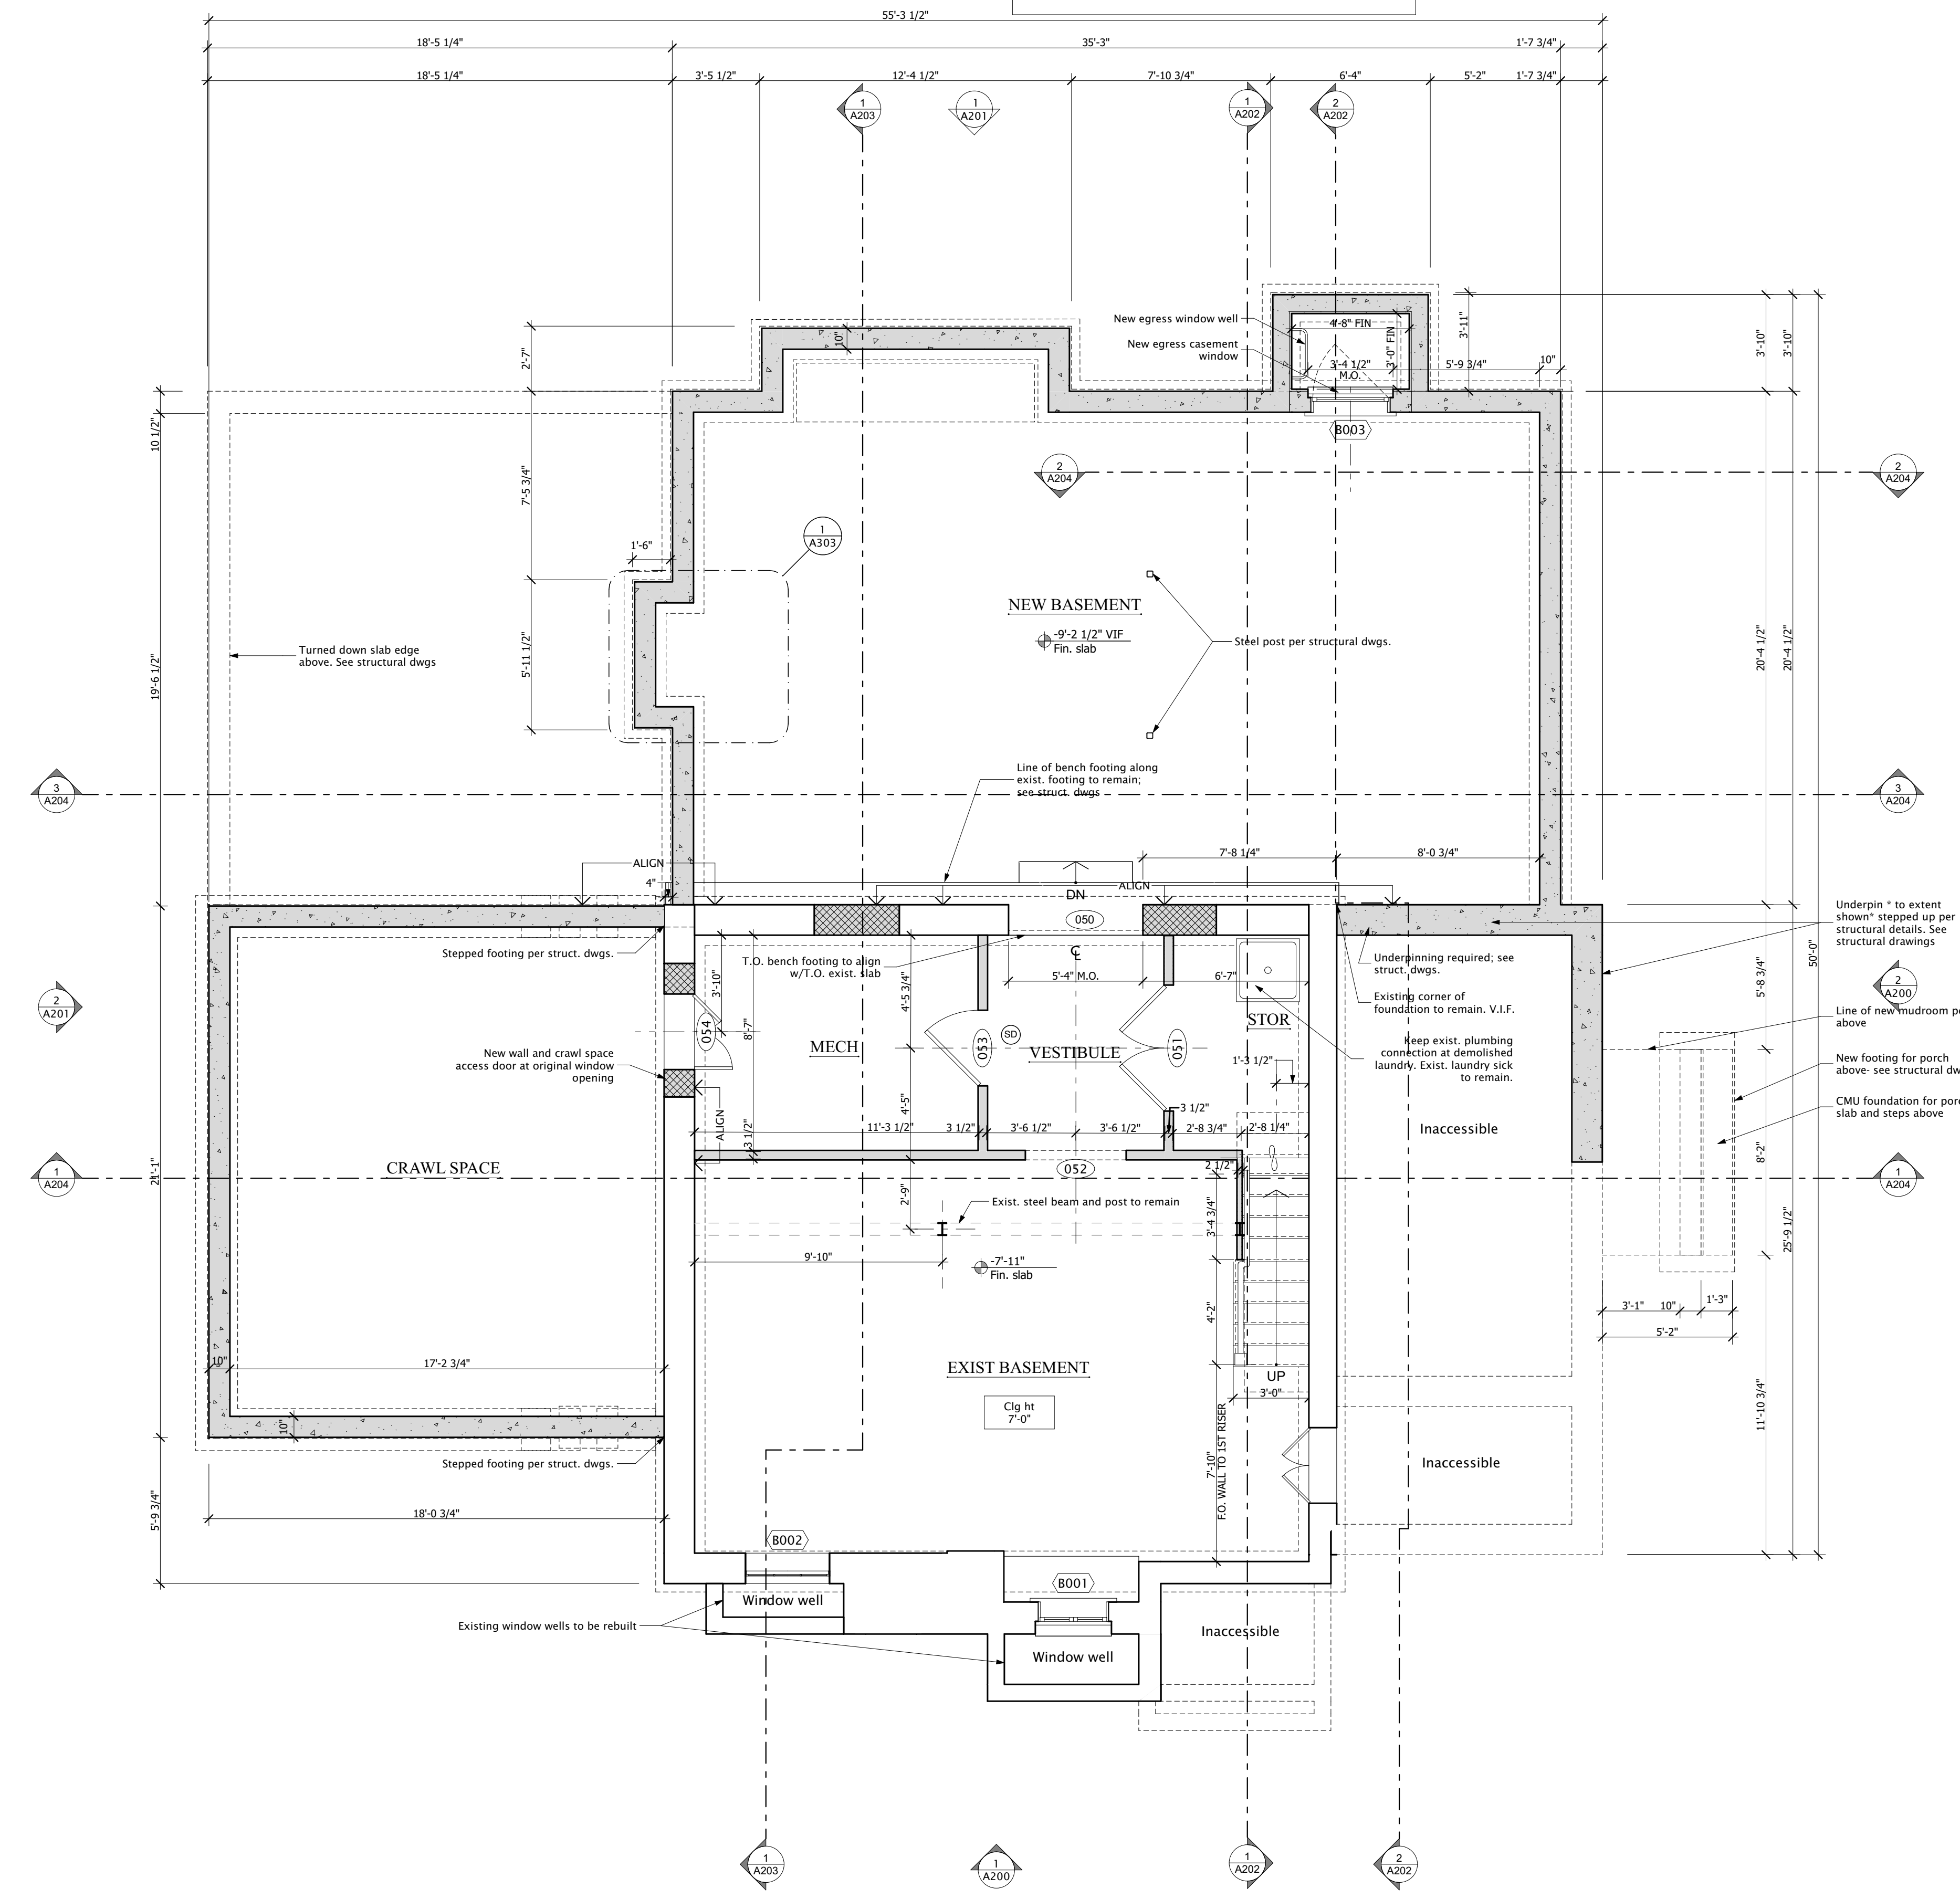 55'-3 1/2"
18'-5 1/4"
35'-3"
1'-7 3/4"
18'-5 1/4"
3'-5 1/2"
12'-4 1/2"
7'-10 3/4"
6'-4"
5'-2"
1'-7 3/4"
1
A203
1
A201
1
A202
2
A202
New egress window well
New egress casement
window
4'-8" FIN
3'-0" FIN
3'-4 1/2"
M.O.
5'-9 3/4"
10"
3'-11"
3'-10"
3'-10"
2'-7"
10"
10 1/2"
B003
2
A204
2
A204
7'-5 3/4"
1
A303
1'-6"
NEW BASEMENT
-9'-2 1/2" VIF
Fin. slab
Steel post per structural dwgs.
Turned down slab edge
above. See structural dwgs
5'-11 1/2"
19'-6 1/2"
20'-4 1/2"
20'-4 1/2"
50'-0"
Line of bench footing along
exist. footing to remain;
see struct. dwgs
3
A204
3
A204
ALIGN
4"
7'-8 1/4"
8'-0 3/4"
ALIGN
DN
050
Underpin * to extent
shown* stepped up per
structural details. See
structural drawings
Stepped footing per struct. dwgs.
T.O. bench footing to align
w/T.O. exist. slab
5'-4" M.O.
6'-7"
Underpinning required; see
struct. dwgs.
Existing corner of
foundation to remain. V.I.F.
3'-10"
4'-5 3/4"
5'-8 3/4"
2
A201
2
A200
Line of new mudroom po
above
STOR
054
8'-7"
MECH
053
SD
VESTIBULE
051
Keep exist. plumbing
connection at demolished
laundry. Exist. laundry sick
to remain.
1'-3 1/2"
New wall and crawl space
access door at original window
opening
New footing for porch
above- see structural dw
CMU foundation for porc
slab and steps above
4'-5"
ALIGN
3 1/2"
11'-3 1/2"
3 1/2"
3'-6 1/2"
3'-6 1/2"
3 1/2"
2'-8 3/4"
2'-8 1/4"
Inaccessible
8'-2"
1
A204
CRAWL SPACE
052
2 1/2"
1
A204
21'-1"
2'-9"
Exist. steel beam and post to remain
3'-4 3/4"
25'-9 1/2"
9'-10"
-7'-11"
Fin. slab
4'-2"
3'-1"
10"
1'-3"
5'-2"
10"
17'-2 3/4"
EXIST BASEMENT
Clg ht
7'-0"
UP
3'-0"
11'-10 3/4"
10"
7'-10"
F.O. WALL TO 1ST RISER
Stepped footing per struct. dwgs.
Inaccessible
5'-9 3/4"
18'-0 3/4"
B002
B001
Window well
Existing window wells to be rebuilt
Inaccessible
Window well
1
A203
1
A200
1
A202
2
A202